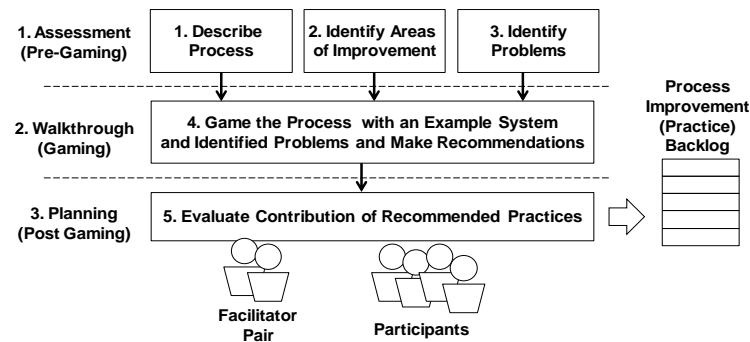 1. Assessment
(Pre-Gaming)
1. Describe
Process
2. Identify Areas
of Improvement
3. Identify
Problems
2. Walkthrough
(Gaming)
4. Game the Process with an Example System
and Identified Problems and Make Recommendations
Process
Improvement
(Practice)
Backlog
3. Planning
(Post Gaming)
5. Evaluate Contribution of Recommended Practices
Facilitator
Pair
Participants